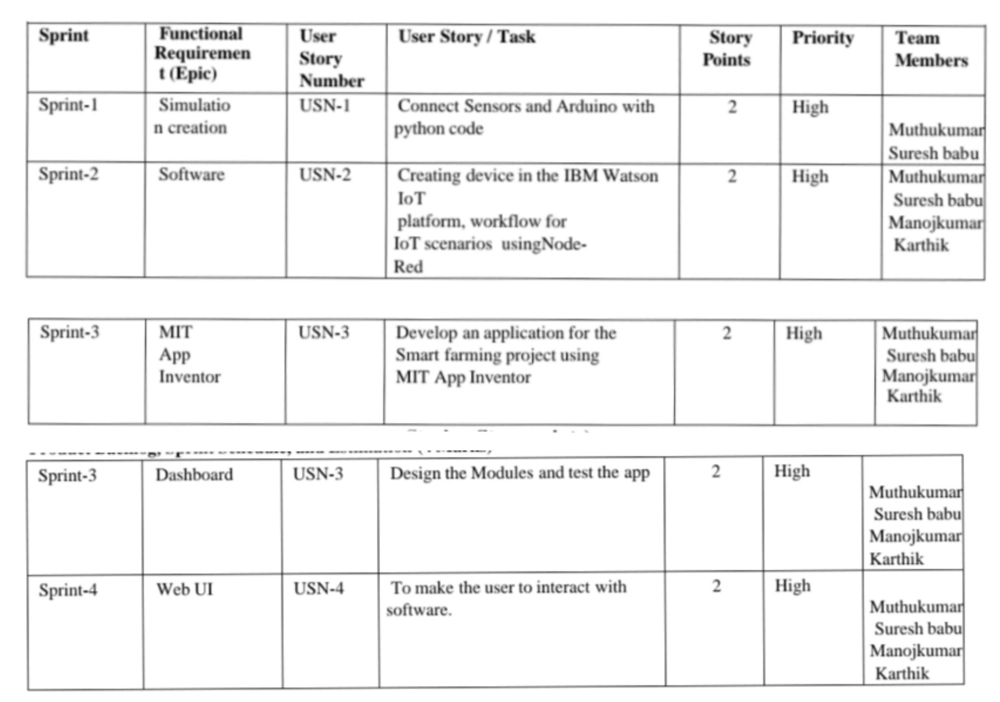 Sprint
Functional
Requiremen
t (Epic)
User
Story
Number
User Story / Task
Story
Points
Priority
Team
Members
Sprint-1
Simulatio
n creation
USN-1
Connect Sensors and Arduino with
python code
2
High
Muthukumar
Suresh babu
Sprint-2
Software
USN-2
Creating device in the IBM Watson
IoT
platform, workflow for
IoT scenarios usingNode-
Red
2
High
Muthukumar
Suresh babu
Manojkumar
Karthik
Sprint-3
MIT
App
Inventor
USN-3
Develop an application for the
Smart farming project using
MIT App Inventor
2
High
Muthukumar
Suresh babu
Manojkumar
Karthik
Sprint-3
Dashboard
USN-3
Design the Modules and test the app
2
High
Muthukumar
Suresh babu
Manojkumar
Karthik
Sprint-4
Web UI
USN-4
To make the user to interact with
software.
2
High
Muthukumar
Suresh babu
Manojkumar
Karthik